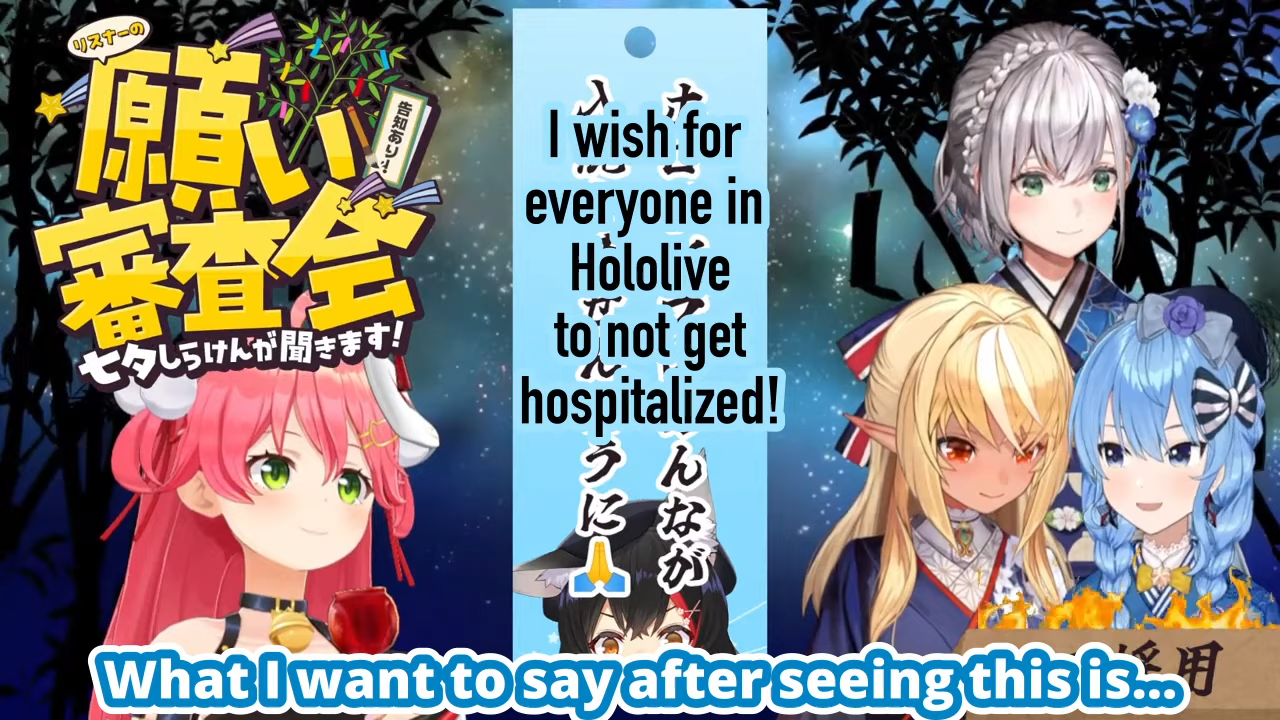 リスナーの
願い
告知あり!
審査会
七夕しらけんが聞きます!
I wish for
everyone in
Hololive
to not get
hospitalized!
んなが
うに🙏
採用
What I want to say after seeing this is...